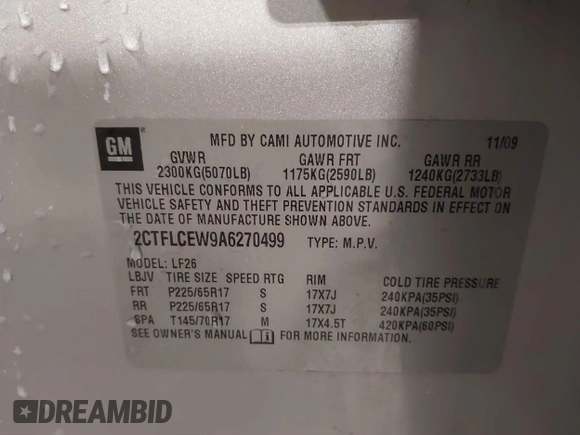 GM ®
MFD BY CAMI AUTOMOTIVE INC. 11/09
GVWR GAWR FRT GAWR RR
2300KG(5070LB) 1175KG(2590LB) 1240KG(2733LB)
THIS VEHICLE CONFORMS TO ALL APPLICABLE U.S. FEDERAL MOTOR
VEHICLE SAFETY AND THEFT PREVENTION STANDARDS IN EFFECT ON
THE DATE OF MANUFACTURE SHOWN ABOVE.
2CTFLCEW9A6270499 TYPE: M.P.V.
MODEL: LF26
LBJV TIRE SIZE SPEED RTG RIM COLD TIRE PRESSURE
FRT P225/65R17 S 17X7J 240KPA(35PSI)
RR P225/65R17 S 17X7J 240KPA(35PSI)
SPA T145/70R17 M 17X4.5T 420KPA(60PSI)
SEE OWNER'S MANUAL FOR MORE INFORMATION.
DREAMBID